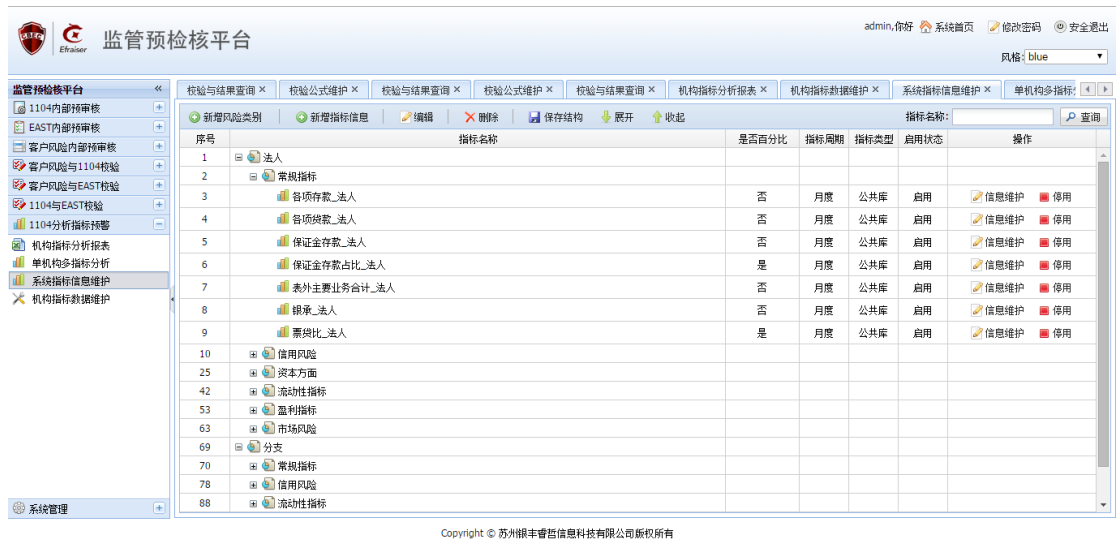 admin,你好 系统首页 修改密码 安全退出
CBRC Efraiser 监管预检核平台
风格: blue
监管预检核平台
校验与结果查询 × 校验公式维护 × 校验与结果查询 × 校验公式维护 × 校验与结果查询 × 机构指标分析报表 × 机构指标数据维护 × 系统指标信息维护 × 单机构多指标
1104内部预审核
EAST内部预审核
客户风险内部预审核
客户风险与1104校验
客户风险与EAST校验
1104与EAST校验
1104分析指标预警
机构指标分析报表
单机构多指标分析
系统指标信息维护
机构指标数据维护
系统管理
新增风险类别 新增指标信息 编辑 删除 保存结构 展开 收起 指标名称: 查询
序号 指标名称 是否百分比 指标周期 指标类型 启用状态 操作
1 法人
2 常规指标
3 各项存款_法人 否 月度 公共库 启用 信息维护 停用
4 各项贷款_法人 否 月度 公共库 启用 信息维护 停用
5 保证金存款_法人 否 月度 公共库 启用 信息维护 停用
6 保证金存款占比_法人 是 月度 公共库 启用 信息维护 停用
7 表外主要业务合计_法人 否 月度 公共库 启用 信息维护 停用
8 银承_法人 否 月度 公共库 启用 信息维护 停用
9 票贷比_法人 是 月度 公共库 启用 信息维护 停用
10 信用风险
25 资本方面
42 流动性指标
53 盈利指标
63 市场风险
69 分支
70 常规指标
78 信用风险
88 流动性指标
Copyright © 苏州银丰睿哲信息科技有限公司版权所有